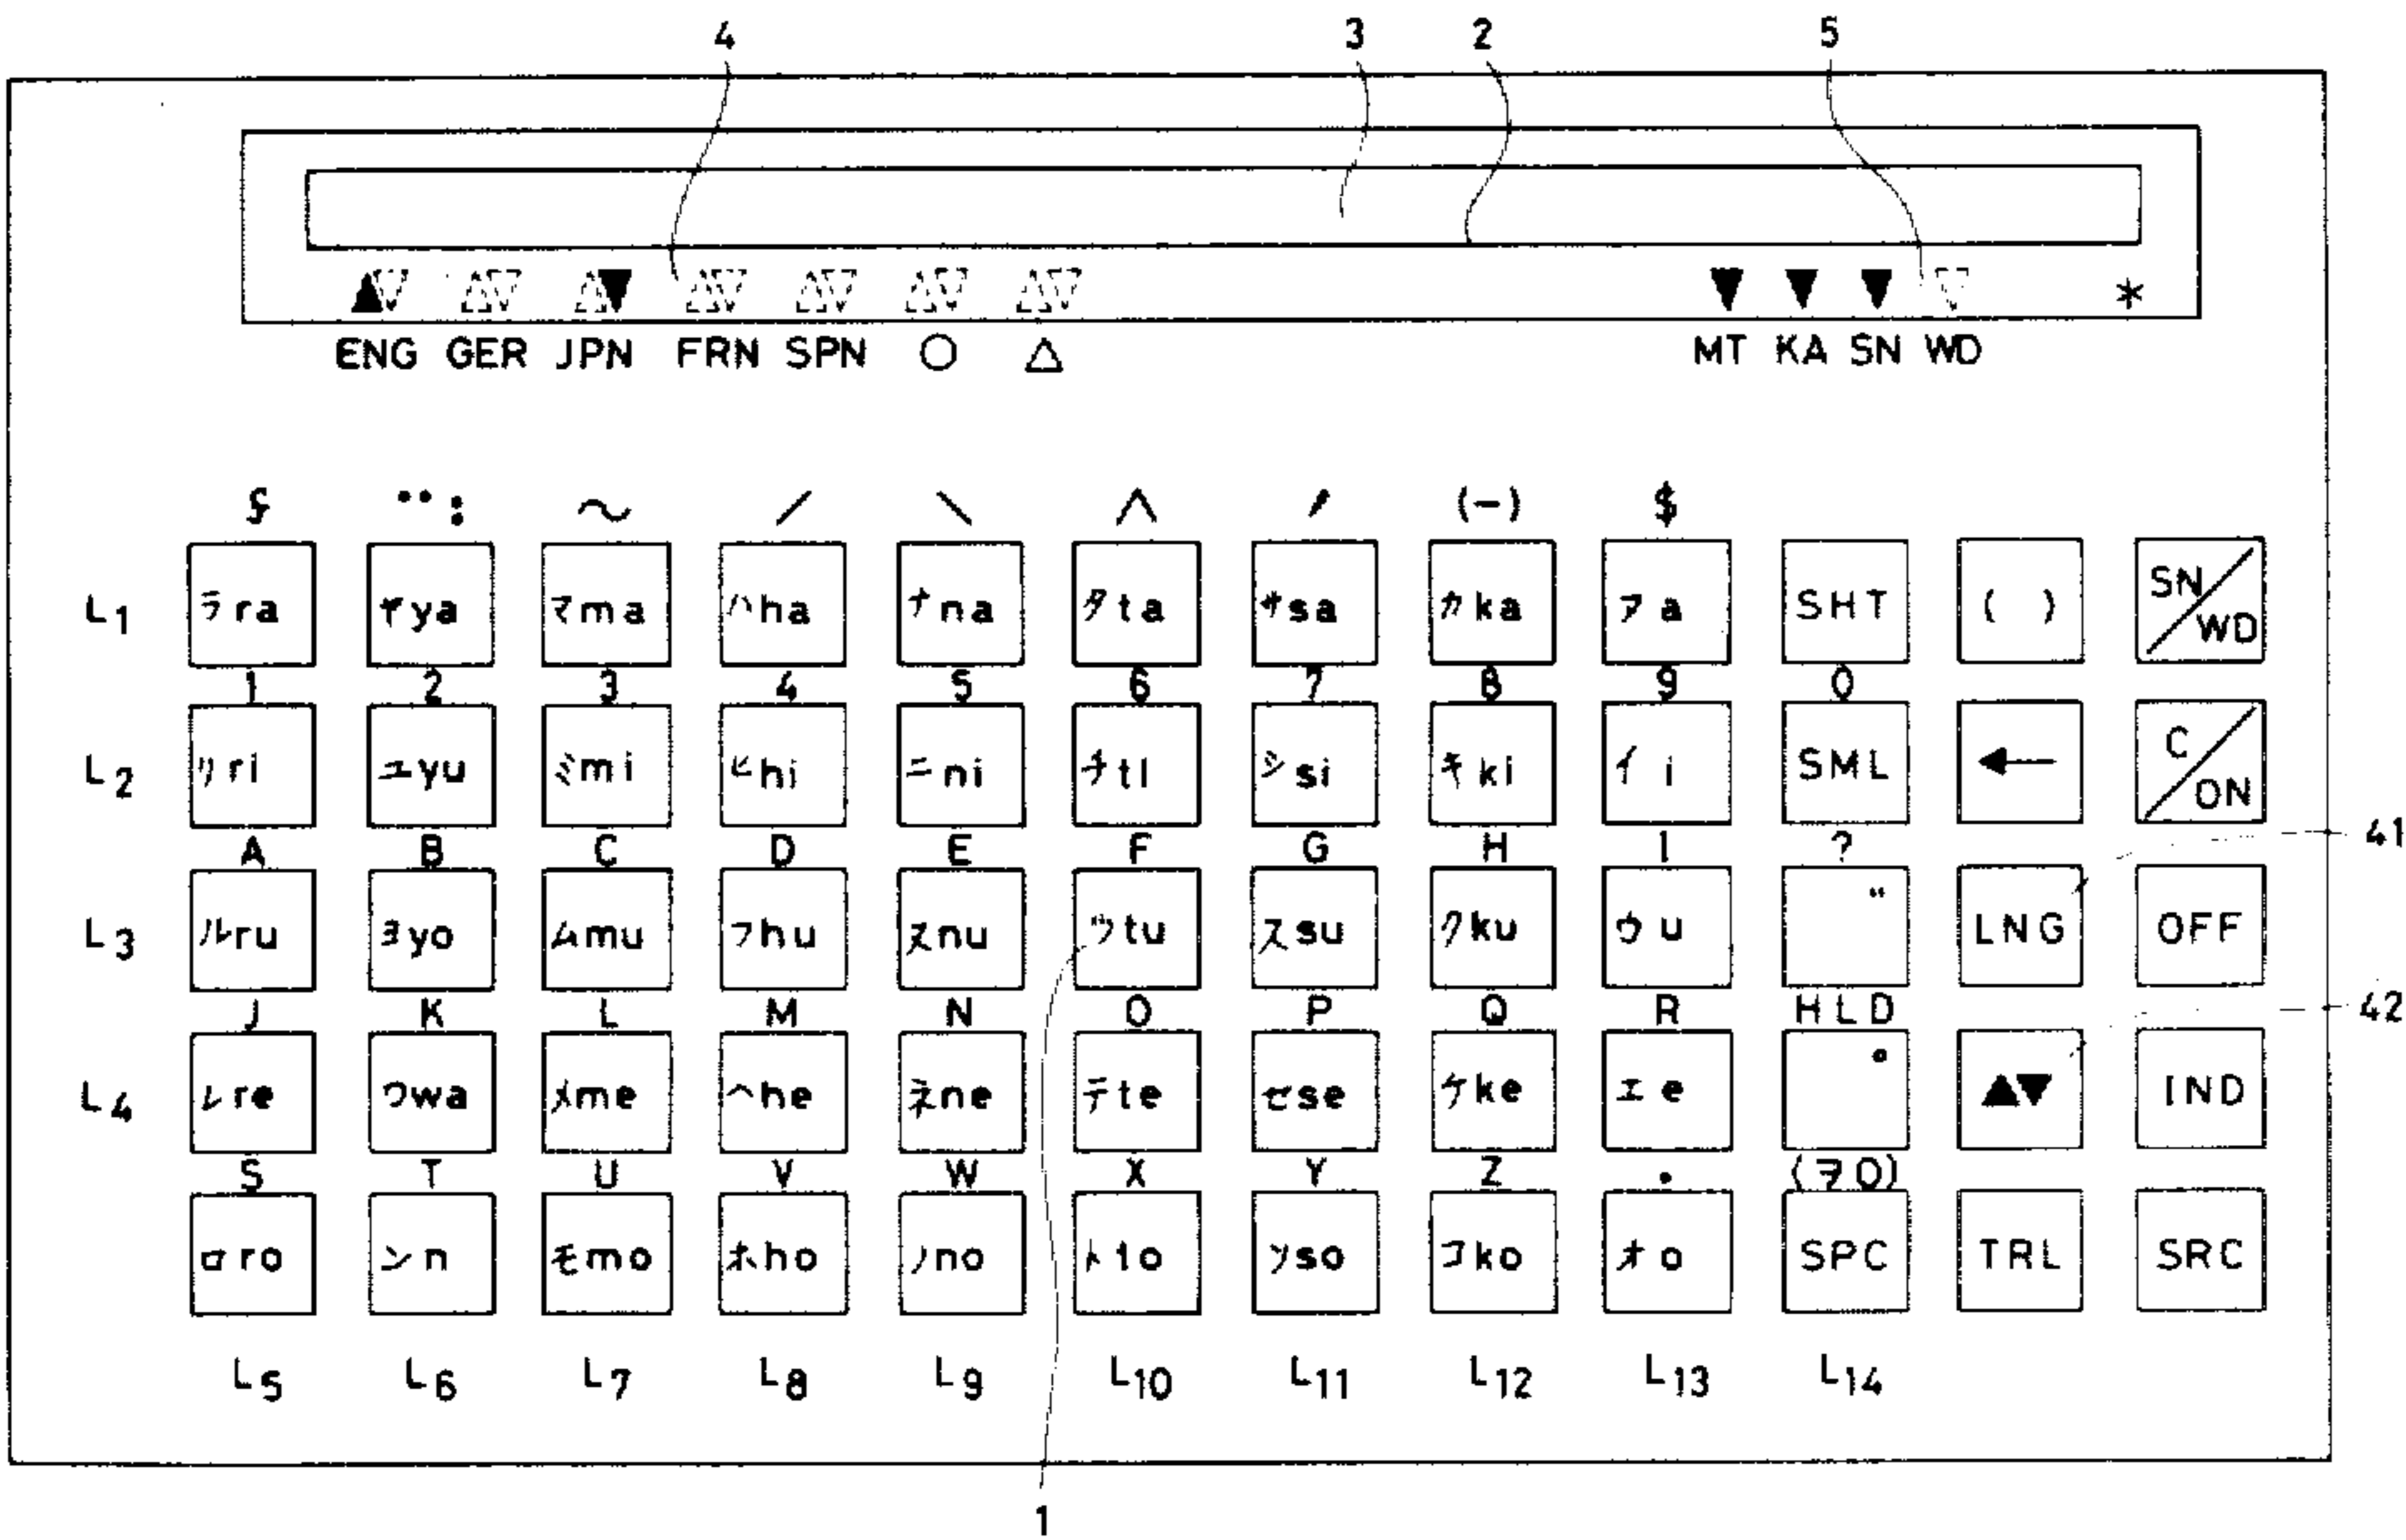 4 3 2 5
ENG GER JPN FRN SPN ○ △ MT KA SN WD *
$ (-)
L1 ラra ヤya マma ハha ナna タta サsa カka アa SHT ( ) SN/WD
1 2 3 4 5 6 7 8 9 0
L2 リri ユyu ミmi ヒhi ニni チti シsi キki イi SML ← C/ON
41
A B C D E F G H I ?
L3 ルru ヨyo ムmu フhu ヌnu ツtu スsu クku ウu " LNG OFF
J K L M N O P Q R HLD 42
L4 レre ワwa メme ヘhe ネne テte セse ケke エe ° ▲▼ IND
S T U V W X Y Z . (ヲO)
ロro ンn モmo ホho ノno トto ソso コko オo SPC TRL SRC
L5 L6 L7 L8 L9 L10 L11 L12 L13 L14
1